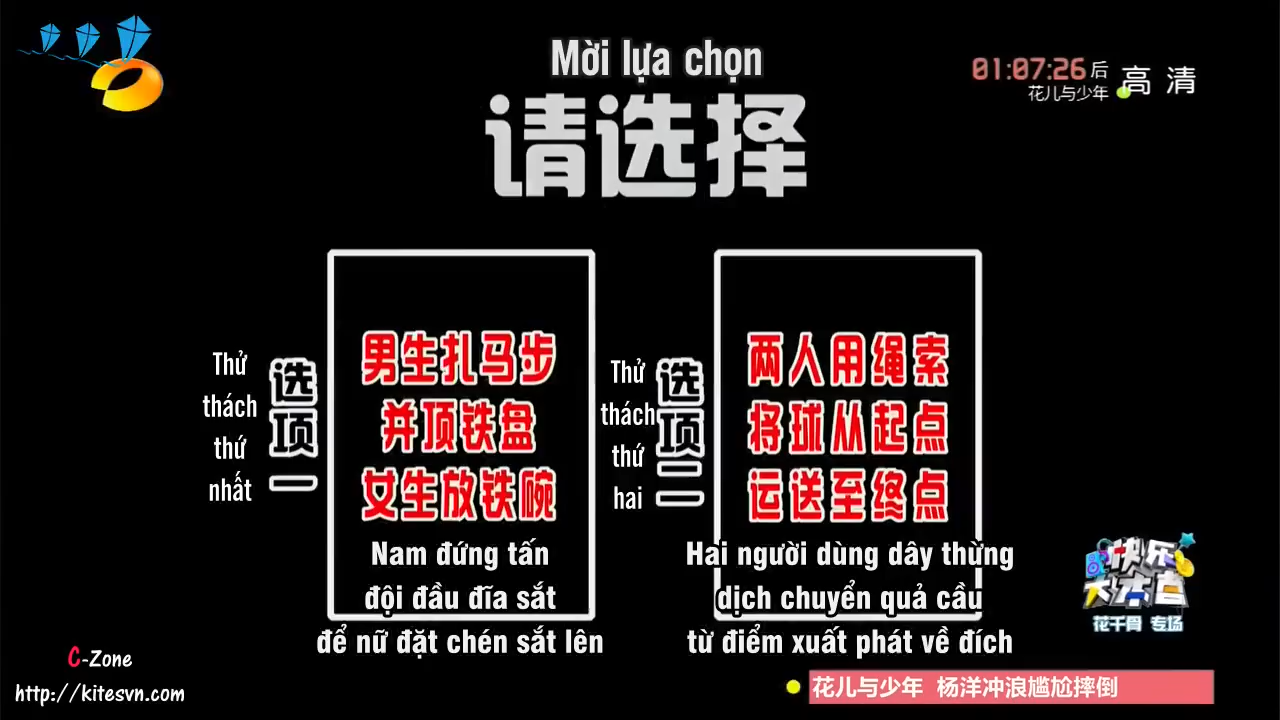 Mời lựa chọn
请选择
01:07:26后
花儿与少年
高清
Thử
thách
thứ
nhất
选项一
男生扎马步
并顶铁盘
女生放铁碗
Nam đứng tấn
đội đầu đĩa sắt
để nữ đặt chén sắt lên
Thử
thách
thứ
hai
选项二
两人用绳索
将球从起点
运送至终点
Hai người dùng dây thừng
dịch chuyển quả cầu
từ điểm xuất phát về đích
快乐
大本营
花千骨 专场
C-Zone
http://kitesvn.com
花儿与少年 杨洋冲浪尴尬摔倒